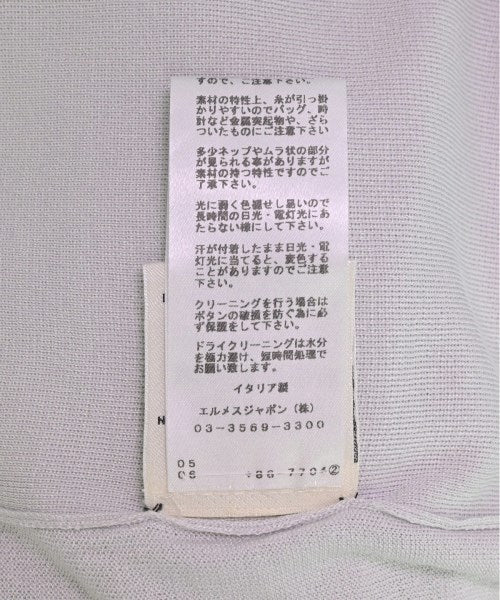 すので、ご注意下さい。
素材の特性上、糸が引っ掛
かりやすいのでバッグ、時
計など金属突起物や、ざら
ついたものにご注意下さい
多少ネップやムラ状の部分
が見られる事がありますが
素材の持つ特性ですのでご
了承下さい。
光に弱く色褪せし易いので
長時間の日光・電灯光にあ
たらない様にして下さい。
汗が付着したまま日光・電
灯光に当てると、変色する
ことがありますのでご注意
下さい。
クリーニングを行う場合は
ボタンの破損を防ぐ為に必
ず保護をして下さい。
ドライクリーニングは水分
を極力避け、短時間処理で
お願い致します。
イタリア製
エルメスジャポン（株）
03-3569-3300
05
06 ②
N